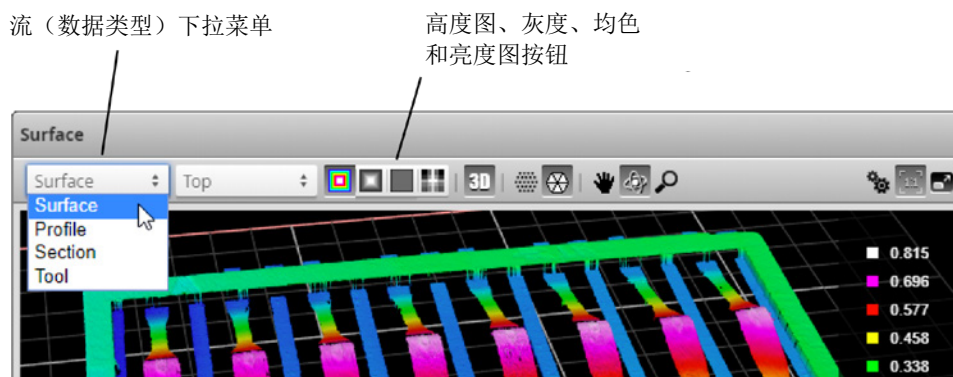 流（数据类型）下拉菜单
高度图、灰度、均色
和亮度图按钮
Surface
Surface
Top
3D
1:1
Surface
Profile
Section
Tool
0.815
0.696
0.577
0.458
0.338